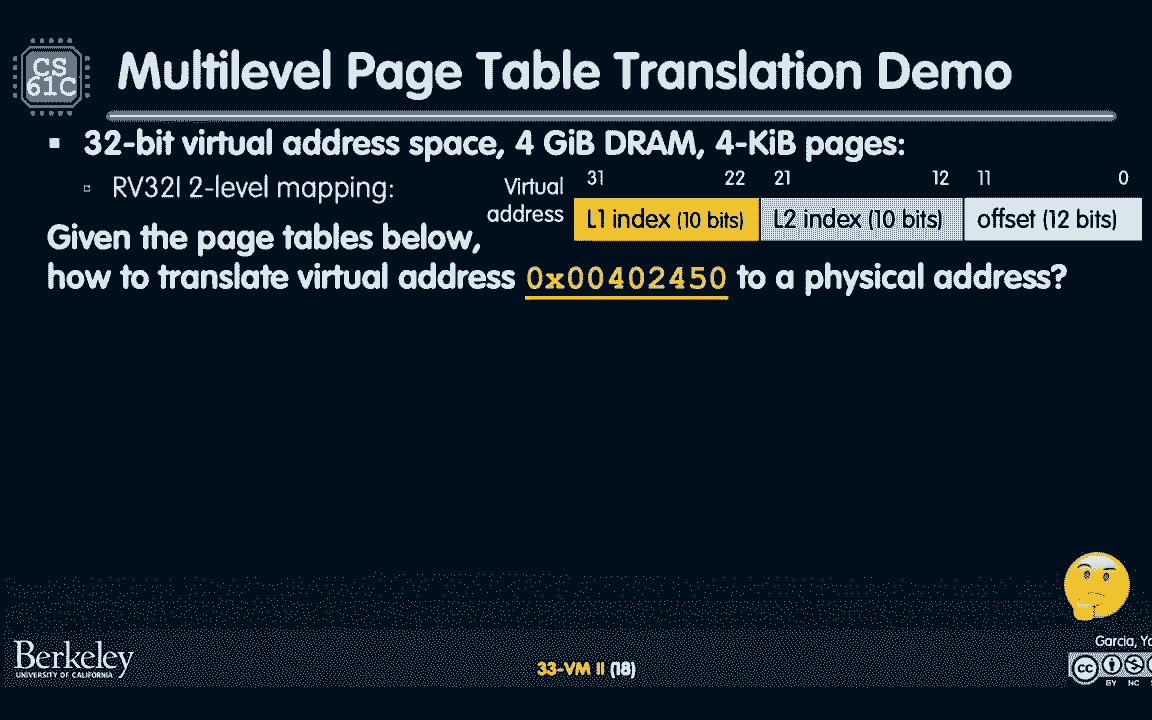 CS
61C
Multilevel Page Table Translation Demo
▪ 32-bit virtual address space, 4 GiB DRAM, 4-KiB pages:
▫ RV32I 2-level mapping:
Virtual address
31 22 21 12 11 0
L1 index (10 bits) L2 index (10 bits) offset (12 bits)
Given the page tables below,
how to translate virtual address 0x00402450 to a physical address?
Berkeley
UNIVERSITY OF CALIFORNIA
33-VM II (18)
Garcia,
cc
BY NC